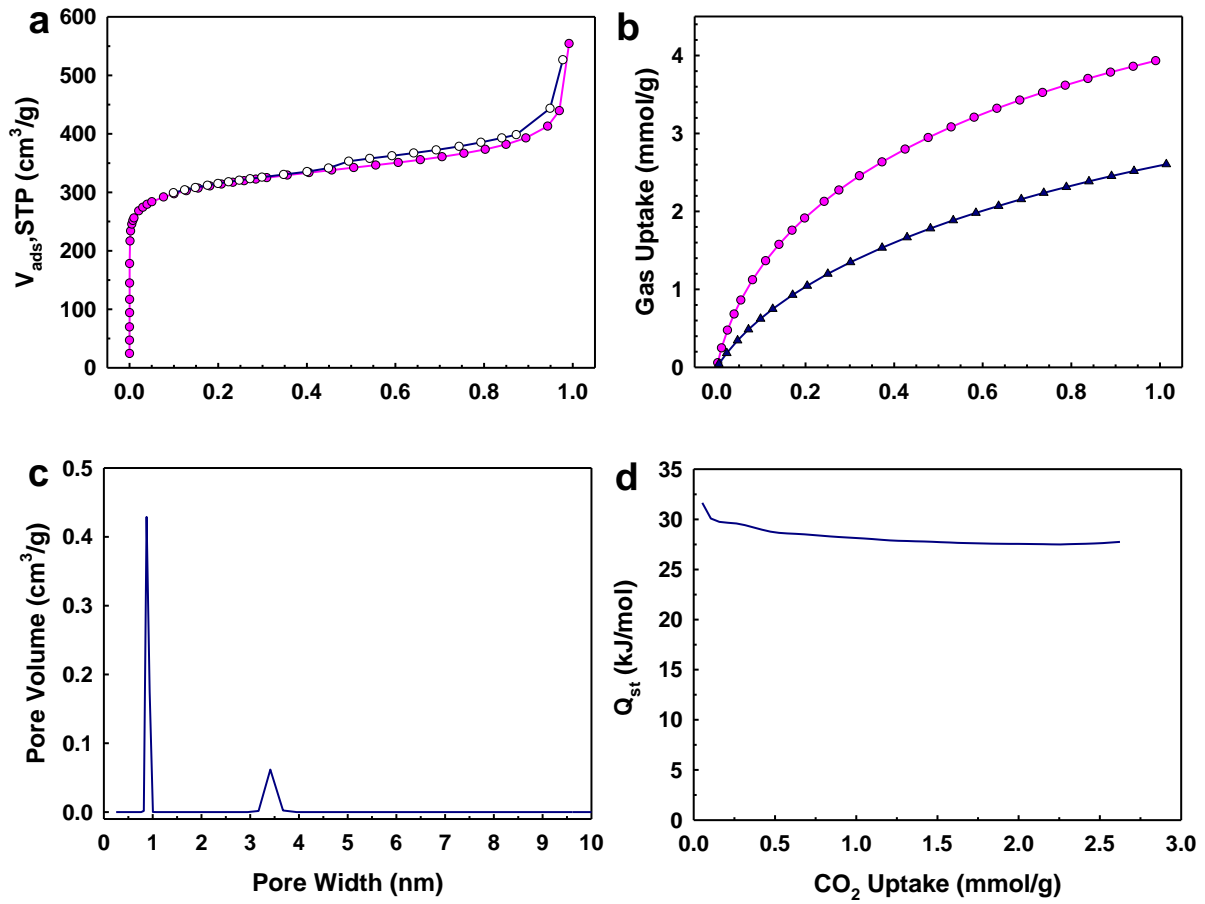 a
600
500
400
300
200
100
0
V_ads,STP (cm³/g)
0.0 0.2 0.4 0.6 0.8 1.0
b
4
3
2
1
0
Gas Uptake (mmol/g)
0.0 0.2 0.4 0.6 0.8 1.0
c
0.5
0.4
0.3
0.2
0.1
0.0
Pore Volume (cm³/g)
0 1 2 3 4 5 6 7 8 9 10
Pore Width (nm)
d
35
30
25
20
15
10
5
0
Q_st (kJ/mol)
0.0 0.5 1.0 1.5 2.0 2.5 3.0
CO₂ Uptake (mmol/g)